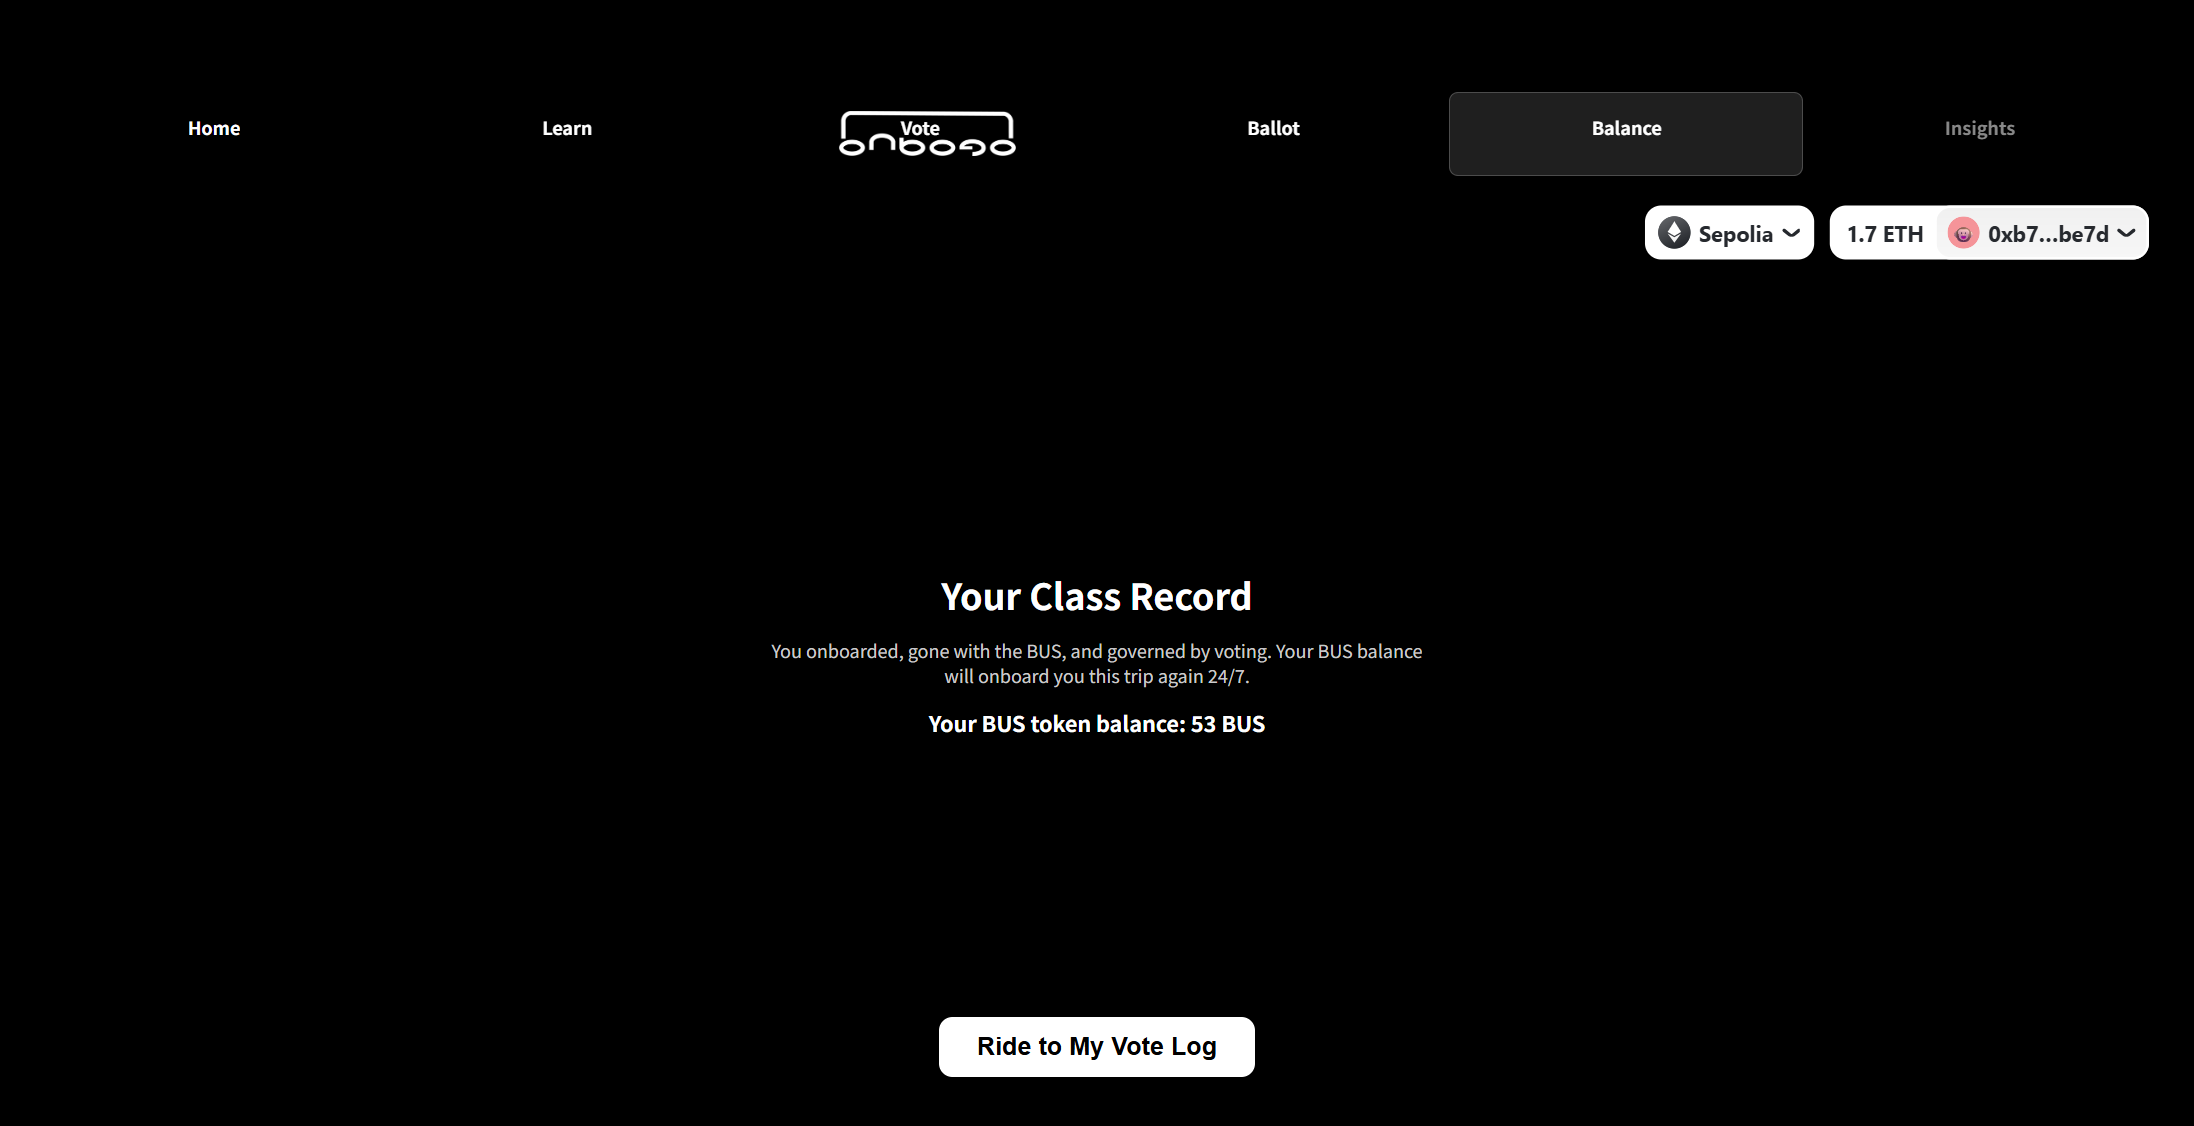 Home
Learn
Vote
onbogo
Ballot
Balance
Insights
Sepolia
1.7 ETH
0xb7...be7d
Your Class Record
You onboarded, gone with the BUS, and governed by voting. Your BUS balance
will onboard you this trip again 24/7.
Your BUS token balance: 53 BUS
Ride to My Vote Log